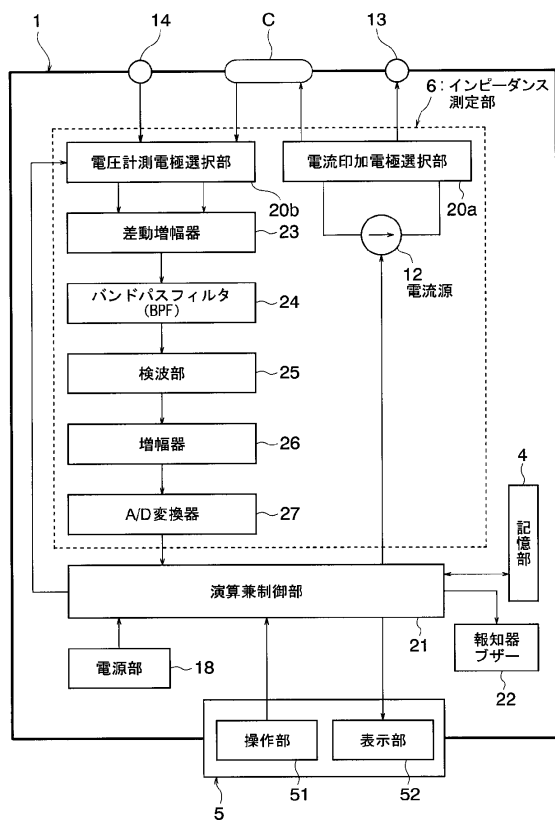 1
14
C
13
6:インピーダンス
測定部
電圧計測電極選択部
20b
電流印加電極選択部
20a
差動増幅器
23
12
電流源
バンドパスフィルタ
(BPF)
24
検波部
25
増幅器
26
A/D変換器
27
4
記憶部
演算兼制御部
21
電源部
18
報知器
ブザー
22
操作部
51
表示部
52
5